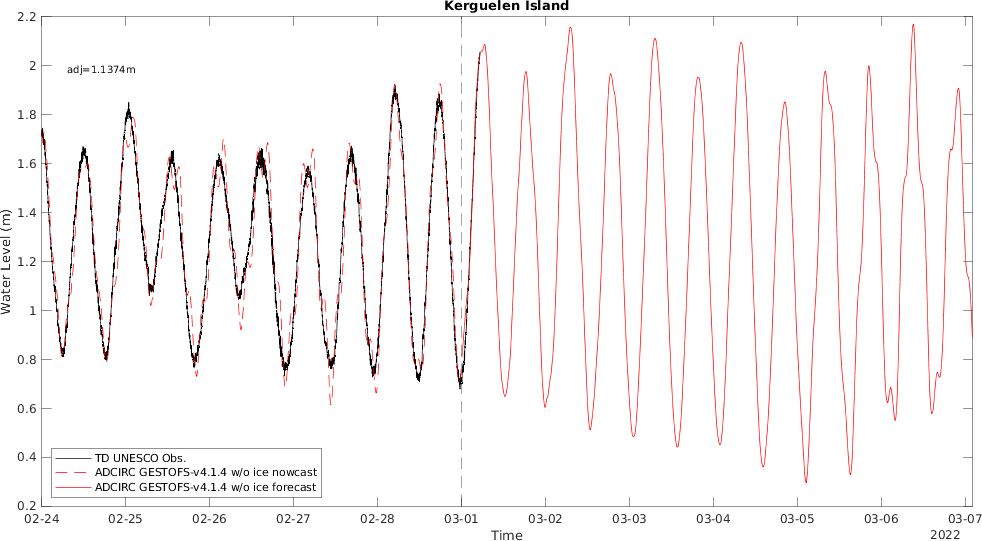 Kerguelen Island
adj=1.1374m
Water Level (m)
2.2
2
1.8
1.6
1.4
1.2
1
0.8
0.6
0.4
0.2
TD UNESCO Obs.
ADCIRC GESTOFS-v4.1.4 w/o ice nowcast
ADCIRC GESTOFS-v4.1.4 w/o ice forecast
02-24 02-25 02-26 02-27 02-28 03-01 03-02 03-03 03-04 03-05 03-06 03-07
Time
2022